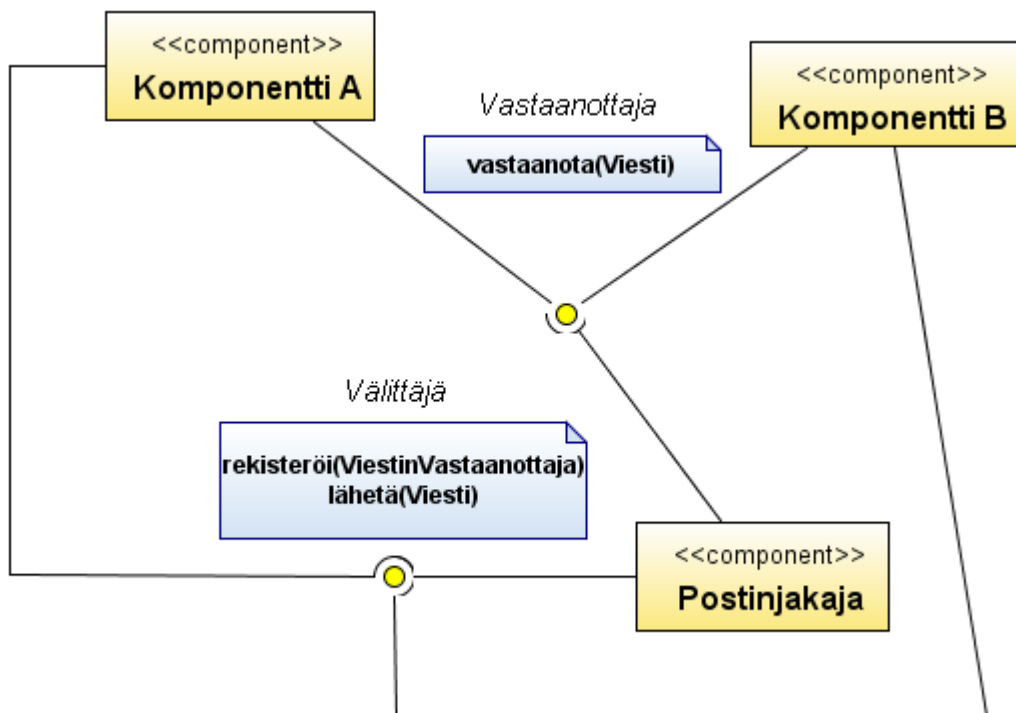 <<component>>
Komponentti A
<<component>>
Komponentti B
Vastaanottaja
vastaanota(Viesti)
Välittäjä
rekisteröi(ViestinVastaanottaja)
lähetä(Viesti)
<<component>>
Postinjakaja